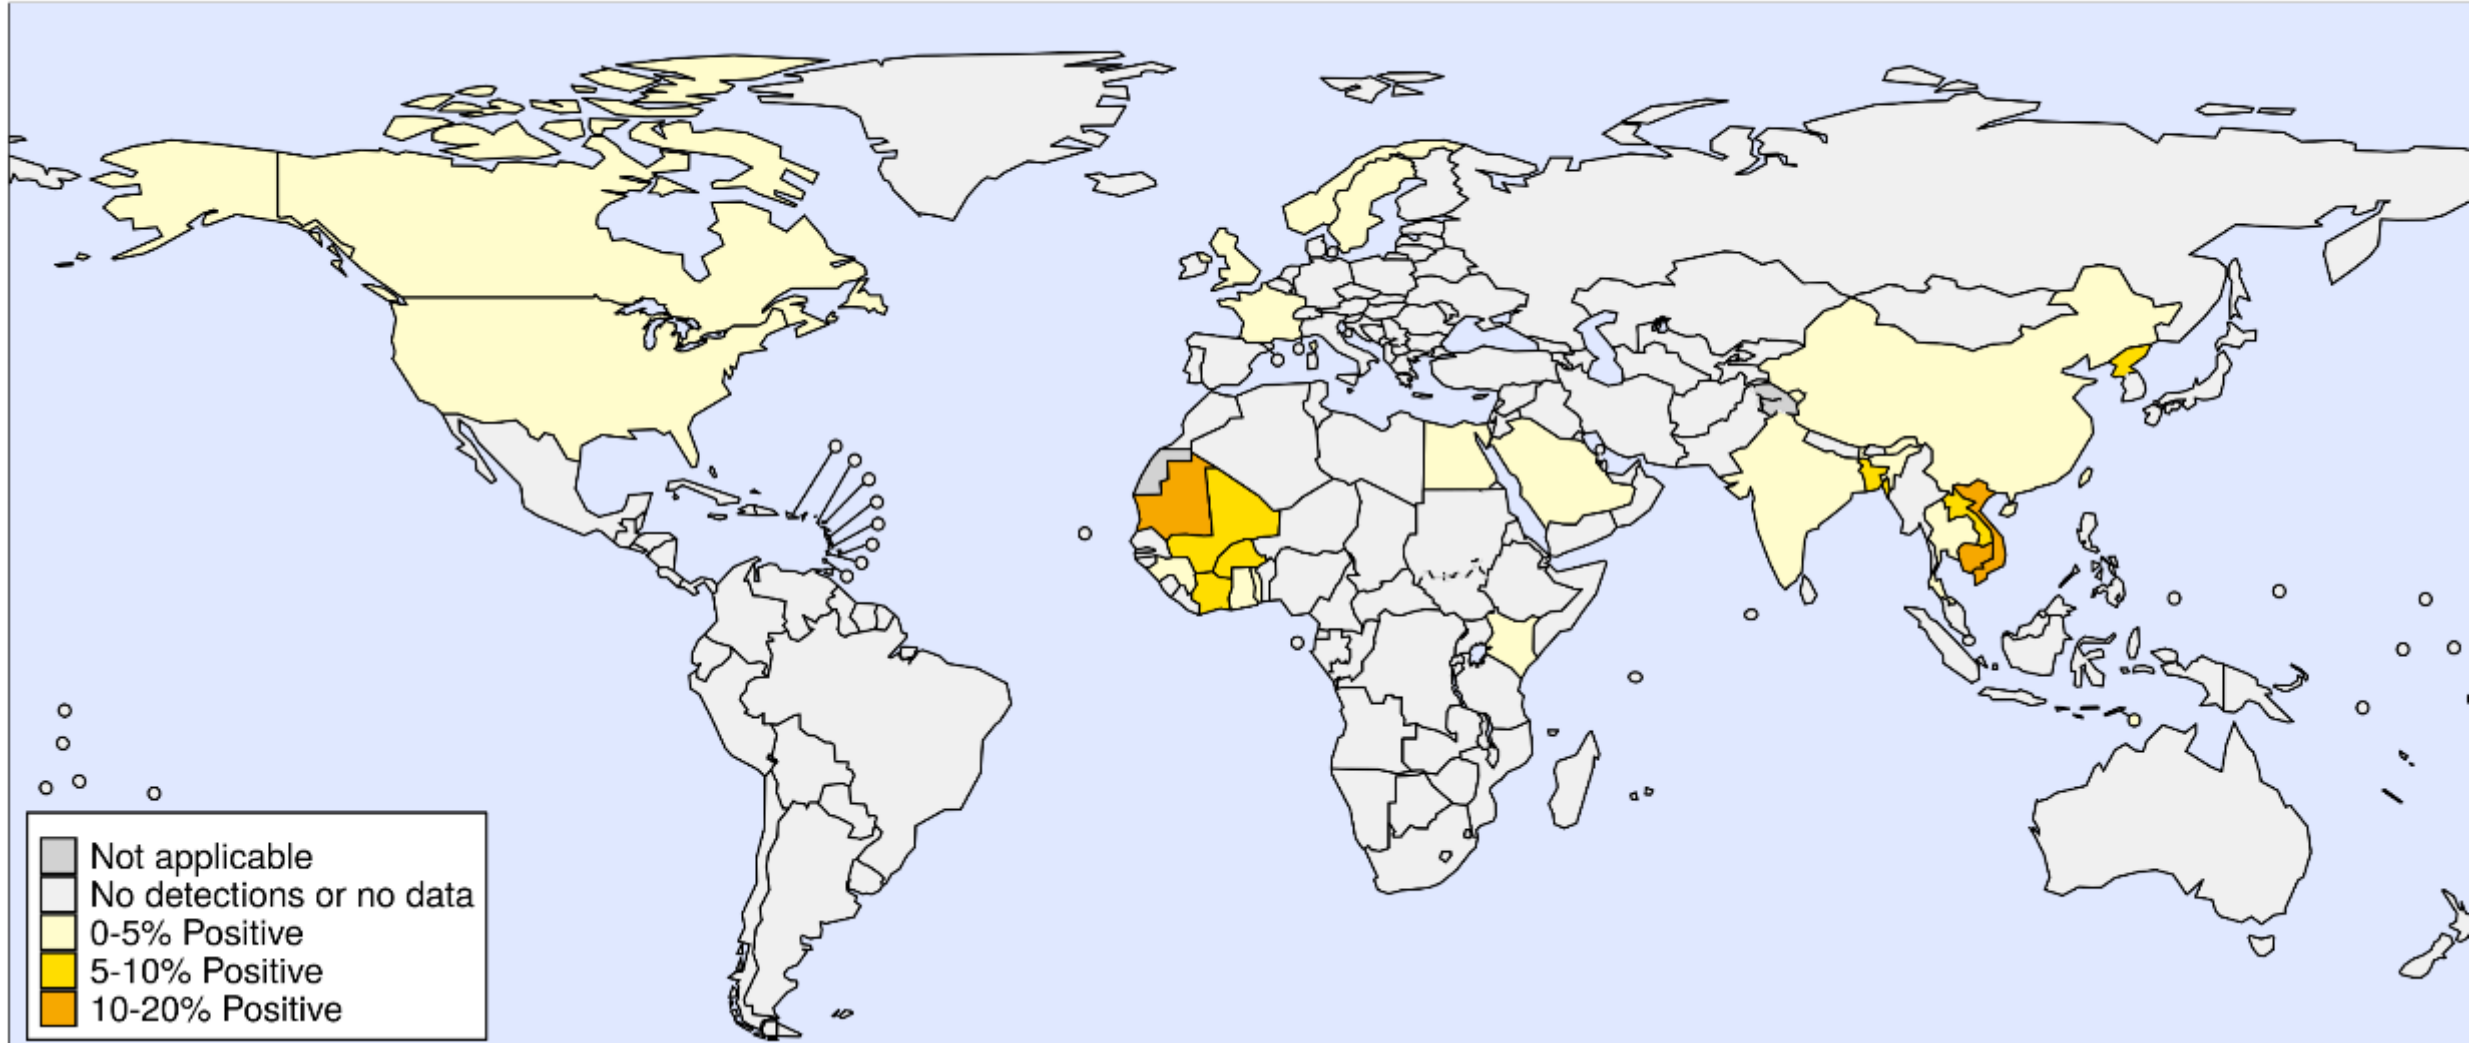 Not applicable
No detections or no data
0-5% Positive
5-10% Positive
10-20% Positive